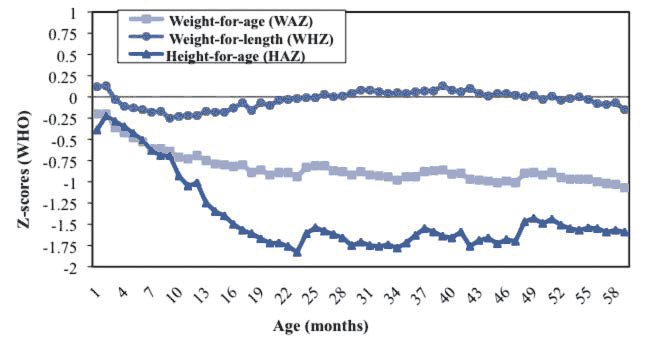 1
0.75
0.5
0.25
0
-0.25
-0.5
-0.75
-1
-1.25
-1.5
-1.75
-2
Z-scores (WHO)
Weight-for-age (WAZ)
Weight-for-length (WHZ)
Height-for-age (HAZ)
1 4 7 10 13 16 19 22 25 28 31 34 37 40 43 46 49 52 55 58
Age (months)